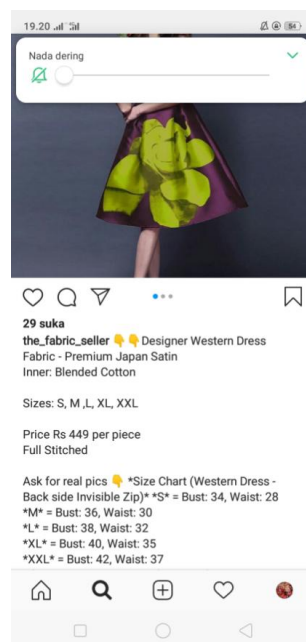 19.20
54
Nada dering
29 suka
the_fabric_seller 👇👇Designer Western Dress
Fabric - Premium Japan Satin
Inner: Blended Cotton
Sizes: S, M ,L, XL, XXL
Price Rs 449 per piece
Full Stitched
Ask for real pics 👇 *Size Chart (Western Dress -
Back side Invisible Zip)* *S* = Bust: 34, Waist: 28
*M* = Bust: 36, Waist: 30
*L* = Bust: 38, Waist: 32
*XL* = Bust: 40, Waist: 35
*XXL* = Bust: 42, Waist: 37